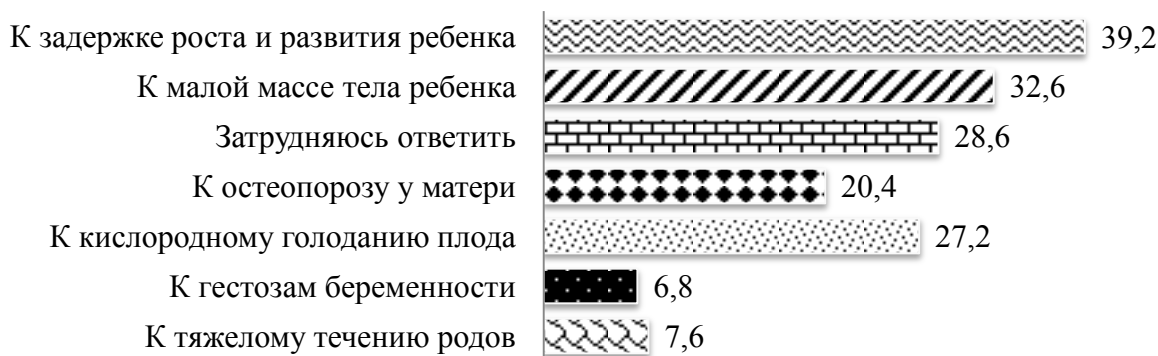 К задержке роста и развития ребенка 39,2
К малой массе тела ребенка 32,6
Затрудняюсь ответить 28,6
К остеопорозу у матери 20,4
К кислородному голоданию плода 27,2
К гестозам беременности 6,8
К тяжелому течению родов 7,6